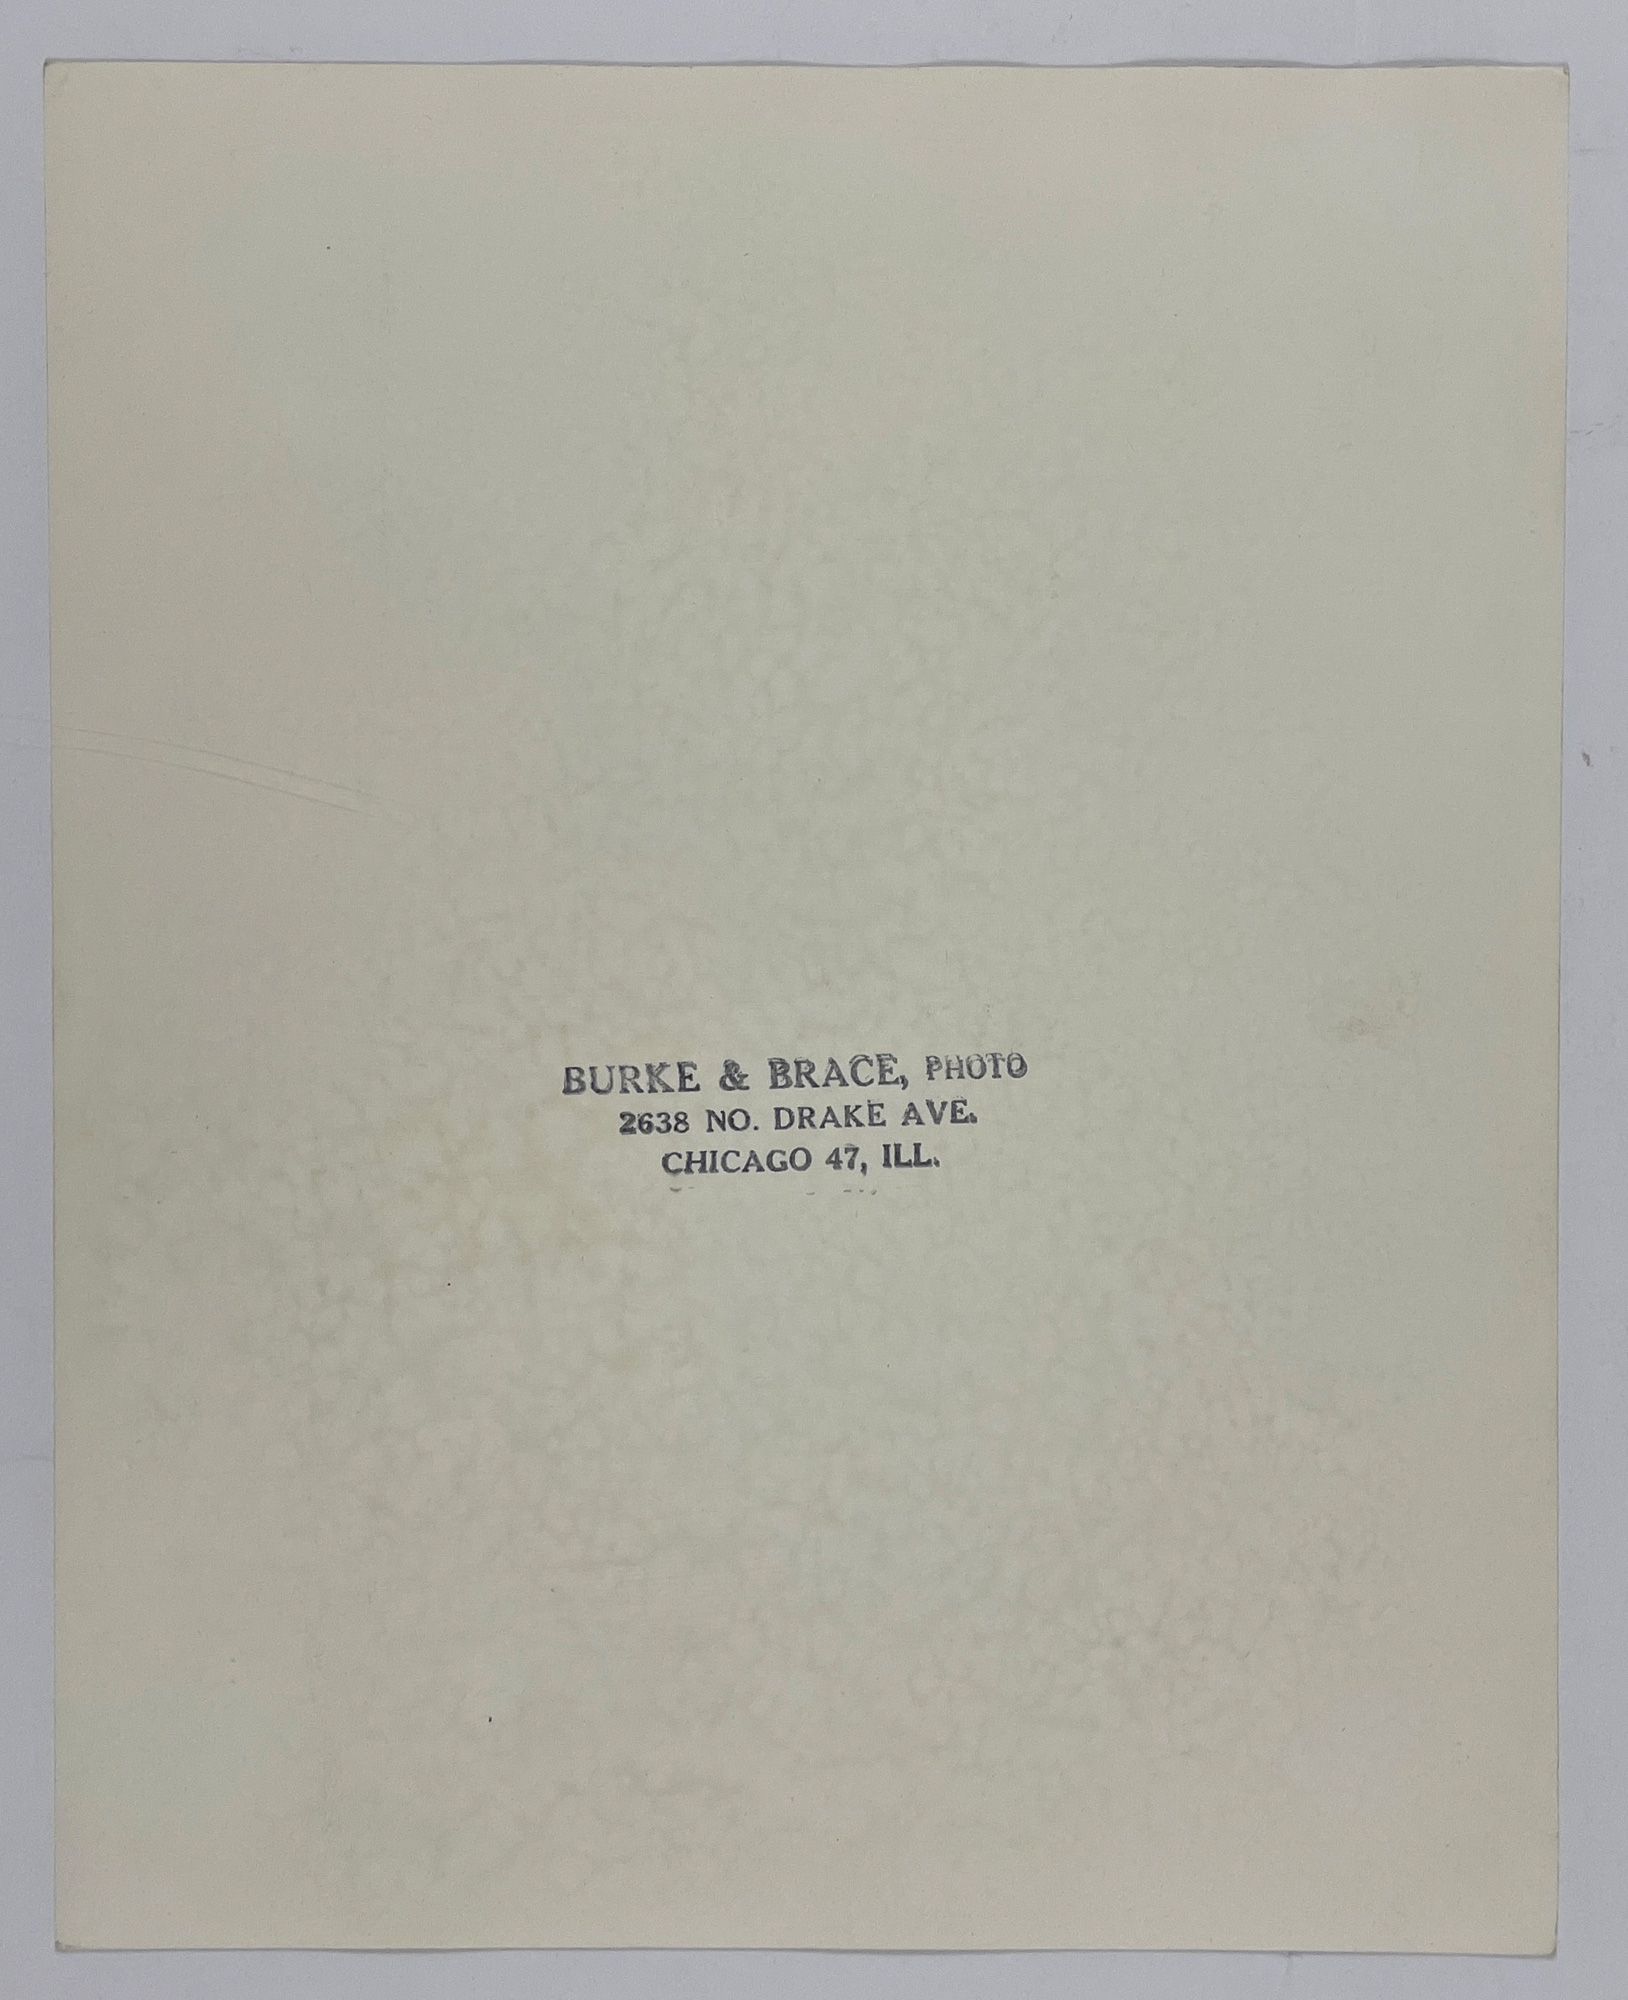 BURKE & BRACE, PHOTO
2638 NO. DRAKE AVE.
CHICAGO 47, ILL.